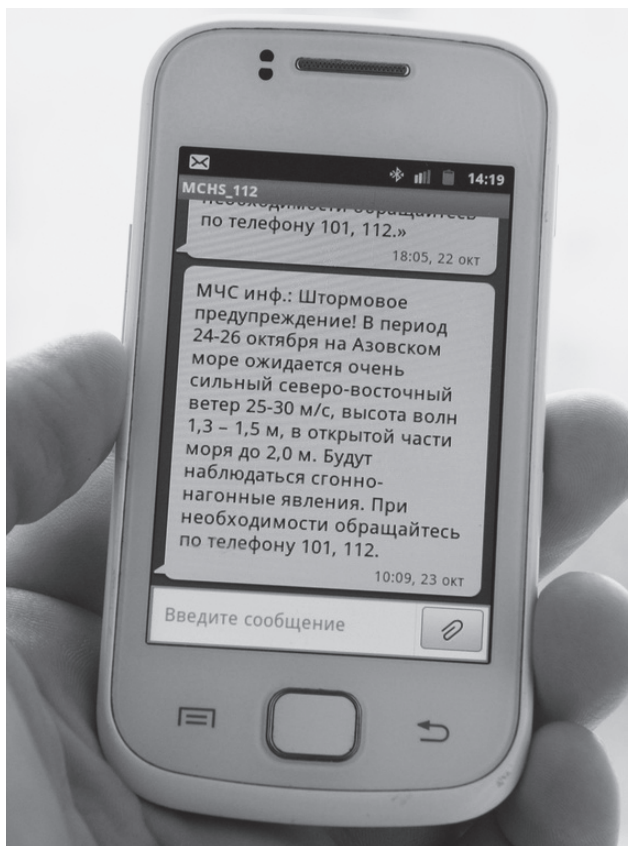 14:19
MCHS_112
необходимости обращайтесь
по телефону 101, 112.»
18:05, 22 окт
МЧС инф.: Штормовое
предупреждение! В период
24-26 октября на Азовском
море ожидается очень
сильный северо-восточный
ветер 25-30 м/с, высота волн
1,3 – 1,5 м, в открытой части
моря до 2,0 м. Будут
наблюдаться сгонно-
нагонные явления. При
необходимости обращайтесь
по телефону 101, 112.
10:09, 23 окт
Введите сообщение